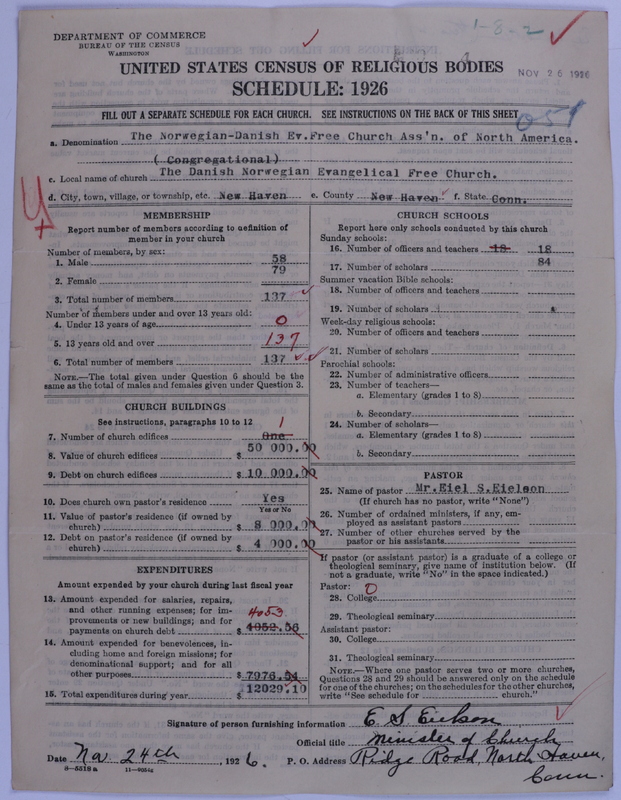 1-8-2
DEPARTMENT OF COMMERCE
BUREAU OF THE CENSUS
WASHINGTON
UNITED STATES CENSUS OF RELIGIOUS BODIES
NOV 26 1926
SCHEDULE: 1926
FILL OUT A SEPARATE SCHEDULE FOR EACH CHURCH. SEE INSTRUCTIONS ON THE BACK OF THIS SHEET
051
a. Denomination The Norwegian-Danish Ev.Free Church Ass'n. of North America.
( Congregational)
c. Local name of church The Danish Norwegian Evangelical Free Church.
d. City, town, village, or township, etc. New Haven e. County New Haven f. State Conn.
MEMBERSHIP
Report number of members according to definition of
member in your church
Number of members, by sex:
1. Male 58
79
2. Female
3. Total number of members 137
Number of members under and over 13 years old:
4. Under 13 years of age 0
5. 13 years old and over 137
6. Total number of members 137
NOTE.—The total given under Question 6 should be the
same as the total of males and females given under Question 3.
CHURCH BUILDINGS
See instructions, paragraphs 10 to 12
1
7. Number of church edifices One
8. Value of church edifices $ 50 000.00
9. Debt on church edifices $ 10 000.00
10. Does church own pastor's residence Yes
Yes or No
11. Value of pastor's residence (if owned by
church) $ 8 000.00
12. Debt on pastor's residence (if owned by
church) $ 4 000.00
EXPENDITURES
Amount expended by your church during last fiscal year
13. Amount expended for salaries, repairs,
and other running expenses; for im-
provements or new buildings; and for
payments on church debt $ 4052.56
4053
14. Amount expended for benevolences, in-
cluding home and foreign missions; for
denominational support; and for all
other purposes $ 7976.54
15. Total expenditures during year $ 12029.10
CHURCH SCHOOLS
Report here only schools conducted by this church
Sunday schools:
16. Number of officers and teachers 18 18
17. Number of scholars 84
Summer vacation Bible schools:
18. Number of officers and teachers
19. Number of scholars
Week-day religious schools:
20. Number of officers and teachers
21. Number of scholars
Parochial schools:
22. Number of administrative officers
23. Number of teachers—
a. Elementary (grades 1 to 8)
b. Secondary
24. Number of scholars—
a. Elementary (grades 1 to 8)
b. Secondary
PASTOR
25. Name of pastor Mr.Eiel S.Eielson
(If church has no pastor, write "None")
26. Number of ordained ministers, if any, em-
ployed as assistant pastors
27. Number of other churches served by the
pastor or his assistants
If pastor (or assistant pastor) is a graduate of a college or
theological seminary, give name of institution below. (If
not a graduate, write "No" in the space indicated.)
Pastor: 0
28. College
29. Theological seminary
Assistant pastor:
30. College
31. Theological seminary
NOTE.—Where one pastor serves two or more churches,
Questions 28 and 29 should be answered only on the schedule
for one of the churches; on the schedules for the other churches,
write "See schedule for church."
Signature of person furnishing information E. S. Eielson
Official title Minister of Church
Date Nov 24th, 1926. P. O. Address Ridge Road, North Haven,
Conn.
8-5518a 11-9054c